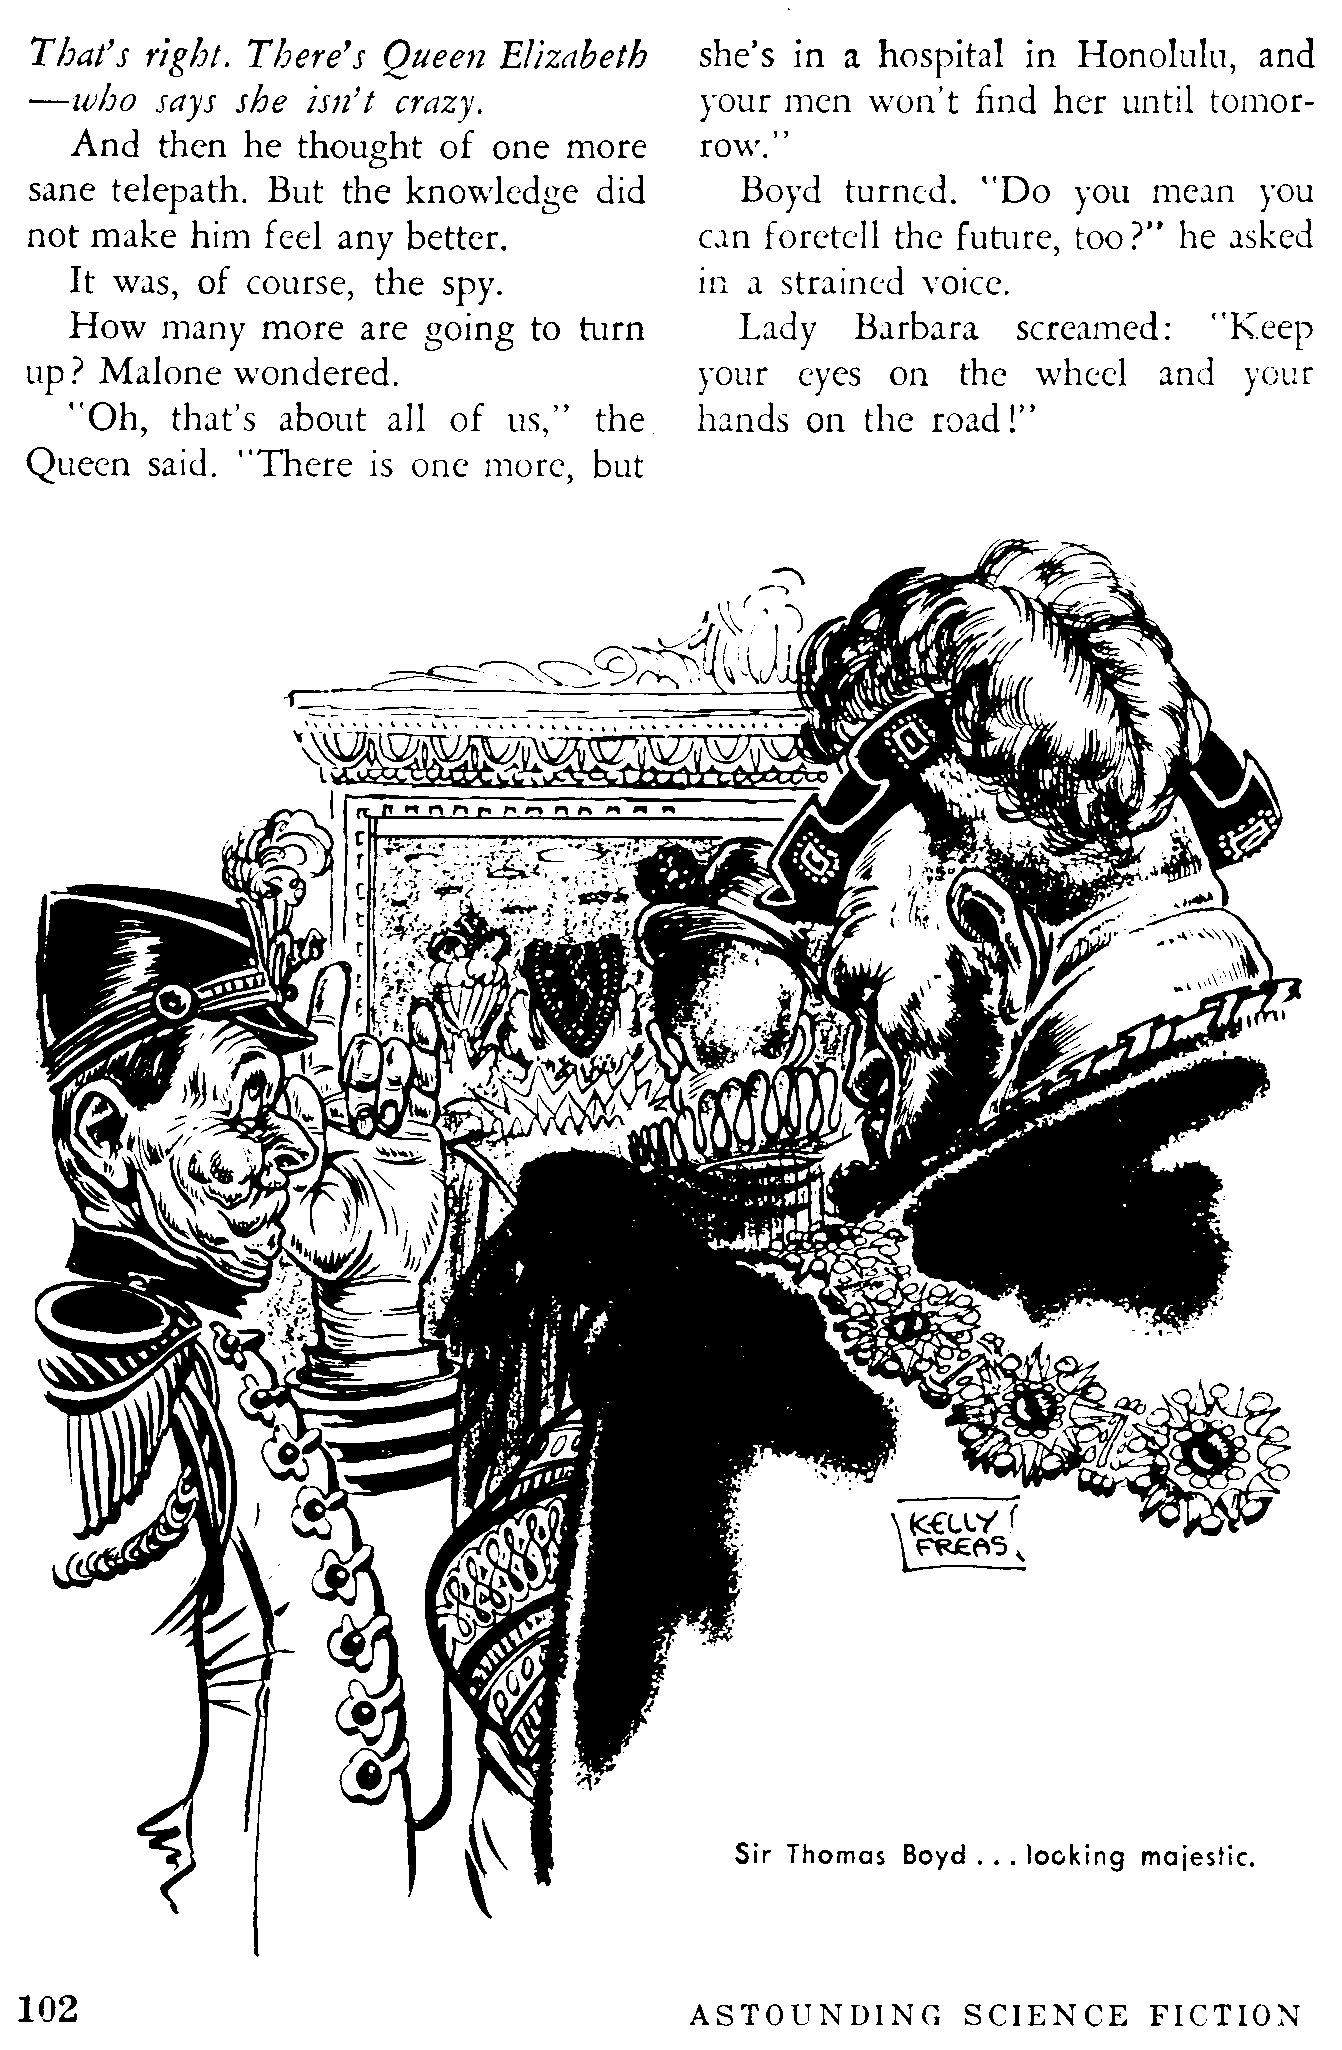 That's right. There's Queen Elizabeth
—who says she isn't crazy.
And then he thought of one more
sane telepath. But the knowledge did
not make him feel any better.
It was, of course, the spy.
How many more are going to turn
up? Malone wondered.
"Oh, that's about all of us," the
Queen said. "There is one more, but
she's in a hospital in Honolulu, and
your men won't find her until tomor-
row."
Boyd turned. "Do you mean you
can foretell the future, too?" he asked
in a strained voice.
Lady Barbara screamed: "Keep
your eyes on the wheel and your
hands on the road!"
KELLY
FREAS
Sir Thomas Boyd . . . looking majestic.
102
ASTOUNDING SCIENCE FICTION